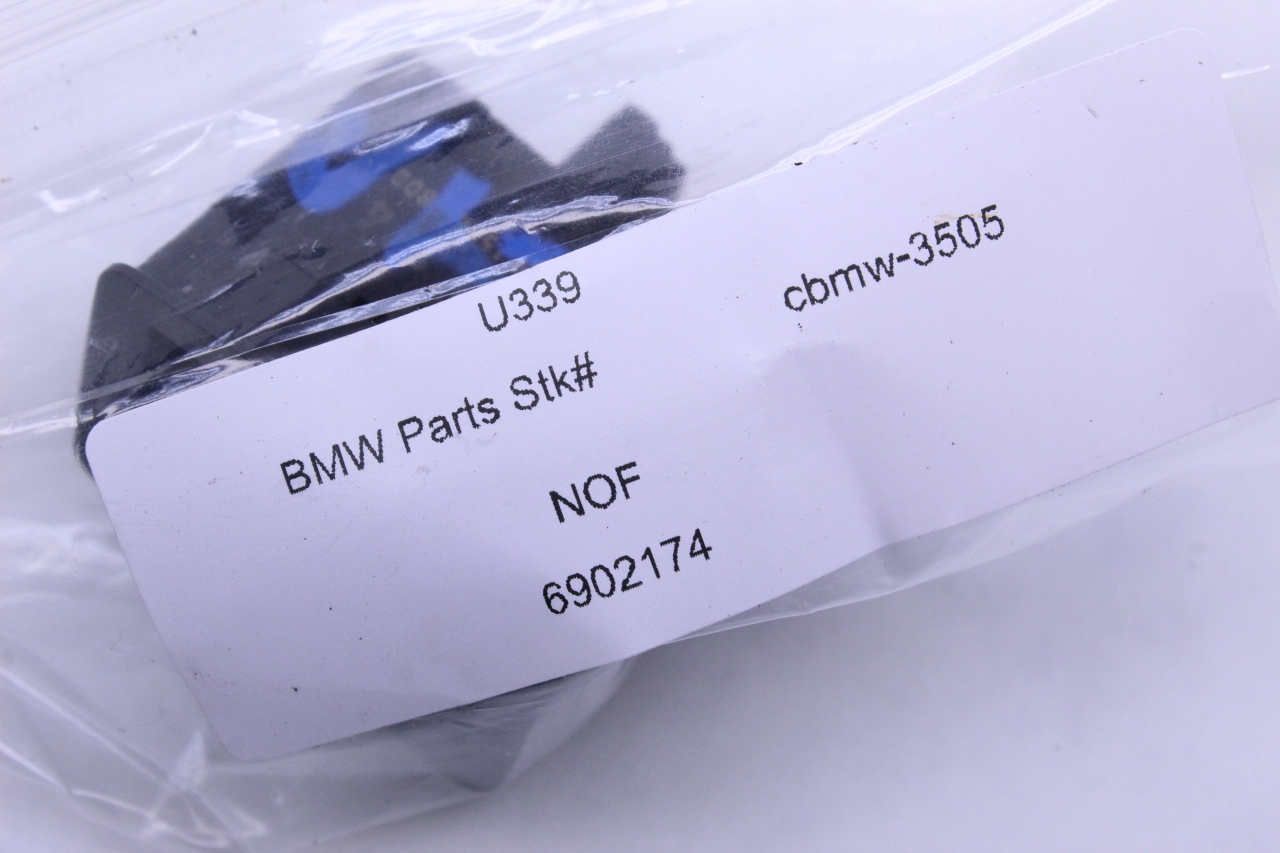 U339
cbmw-3505
BMW Parts Stk#
NOF
6902174